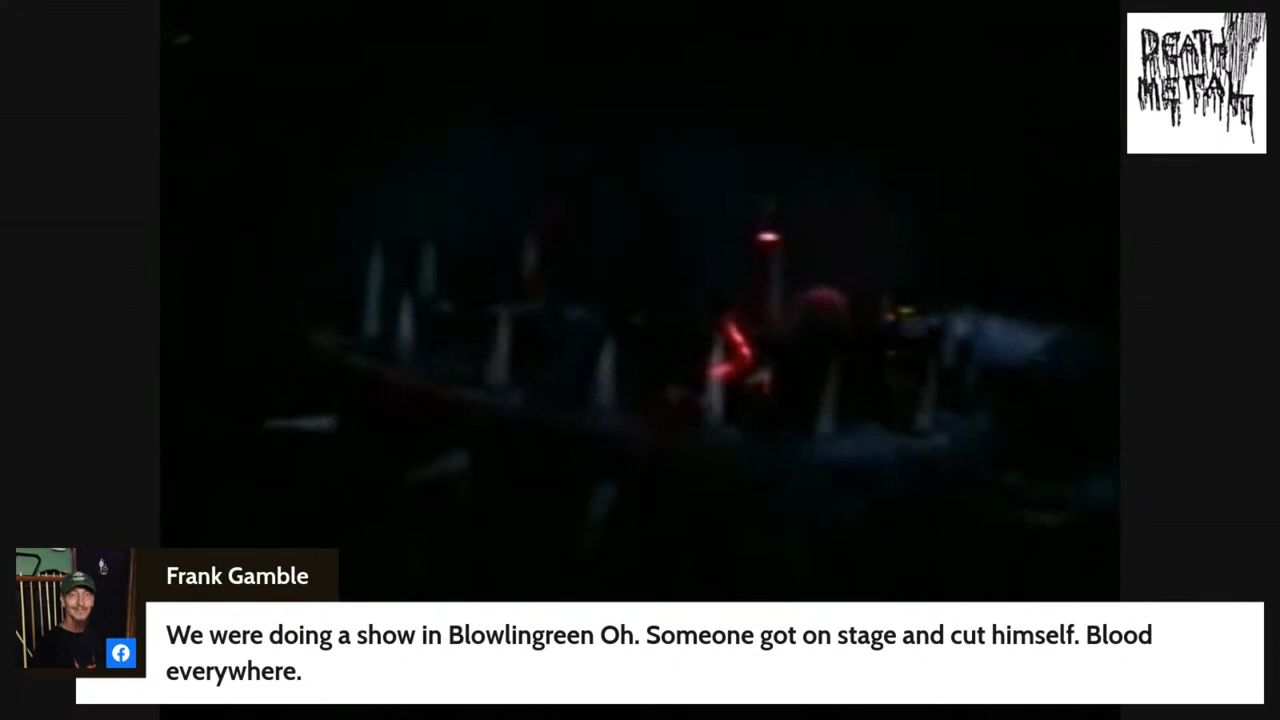 DEATH
METAL
Frank Gamble
We were doing a show in Blowlingreen Oh. Someone got on stage and cut himself. Blood
everywhere.